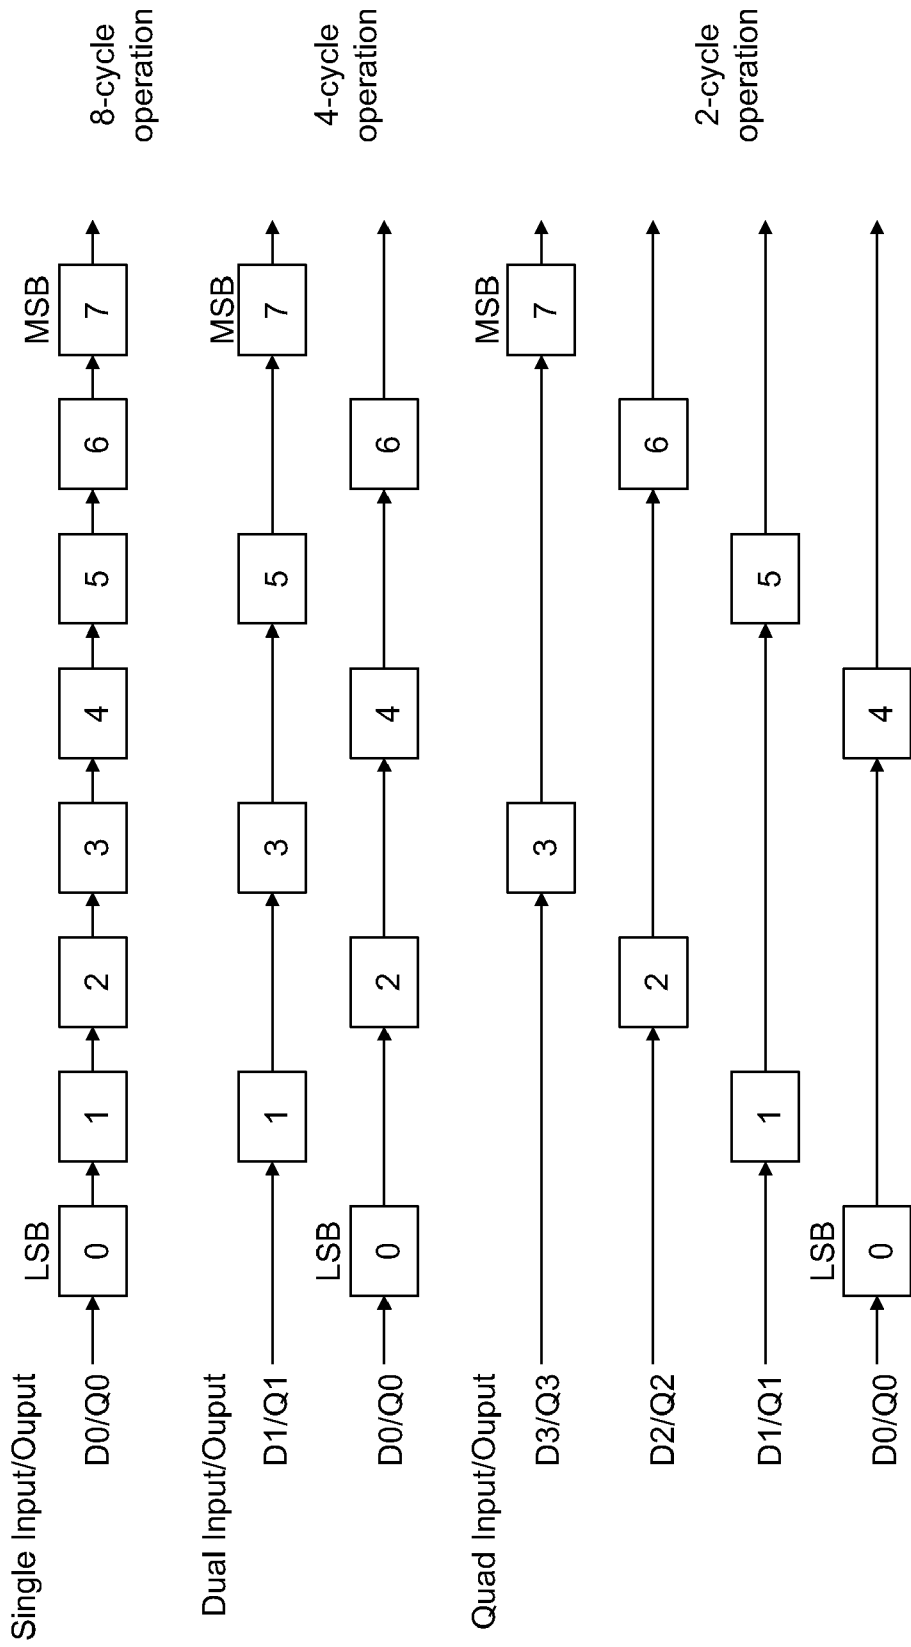 Single Input/Ouput
LSB
MSB
D0/Q0
0
1
2
3
4
5
6
7
8-cycle
operation
Dual Input/Ouput
MSB
D1/Q1
1
3
5
7
4-cycle
operation
LSB
D0/Q0
0
2
4
6
Quad Input/Ouput
MSB
D3/Q3
3
7
D2/Q2
2
6
2-cycle
operation
D1/Q1
1
5
LSB
D0/Q0
0
4